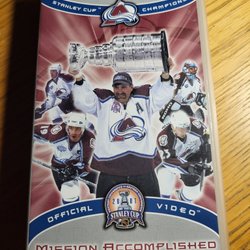 STANLEY CUP CHAMPIONS
OFFICIAL VIDEO
2001
STANLEY CUP
MISSION ACCOMPLISHED